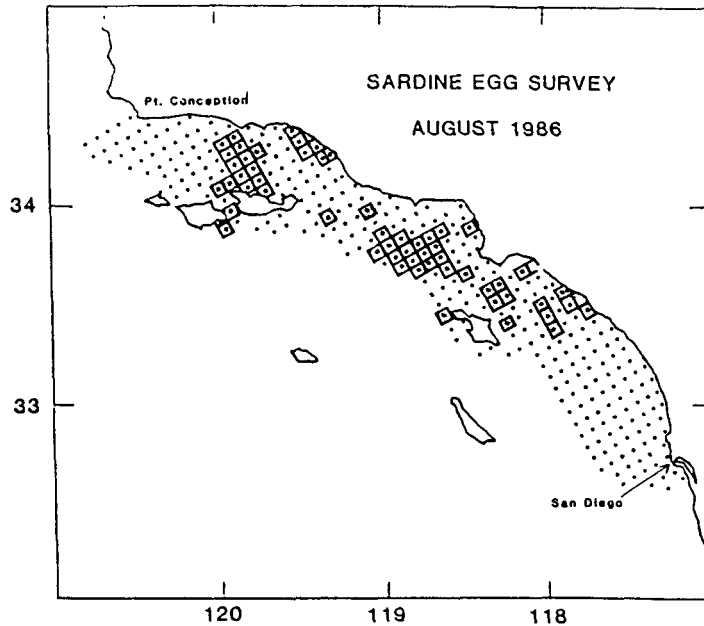 SARDINE EGG SURVEY
AUGUST 1986
Pt. Conception
34
33
San Diego
120 119 118